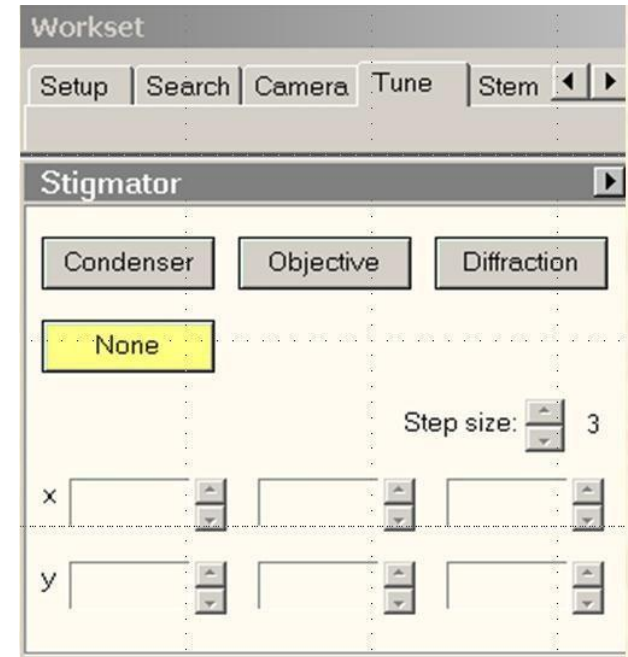 Workset
Setup Search Camera Tune Stem
Stigmator
Condenser Objective Diffraction
None
Step size: 3
x
y